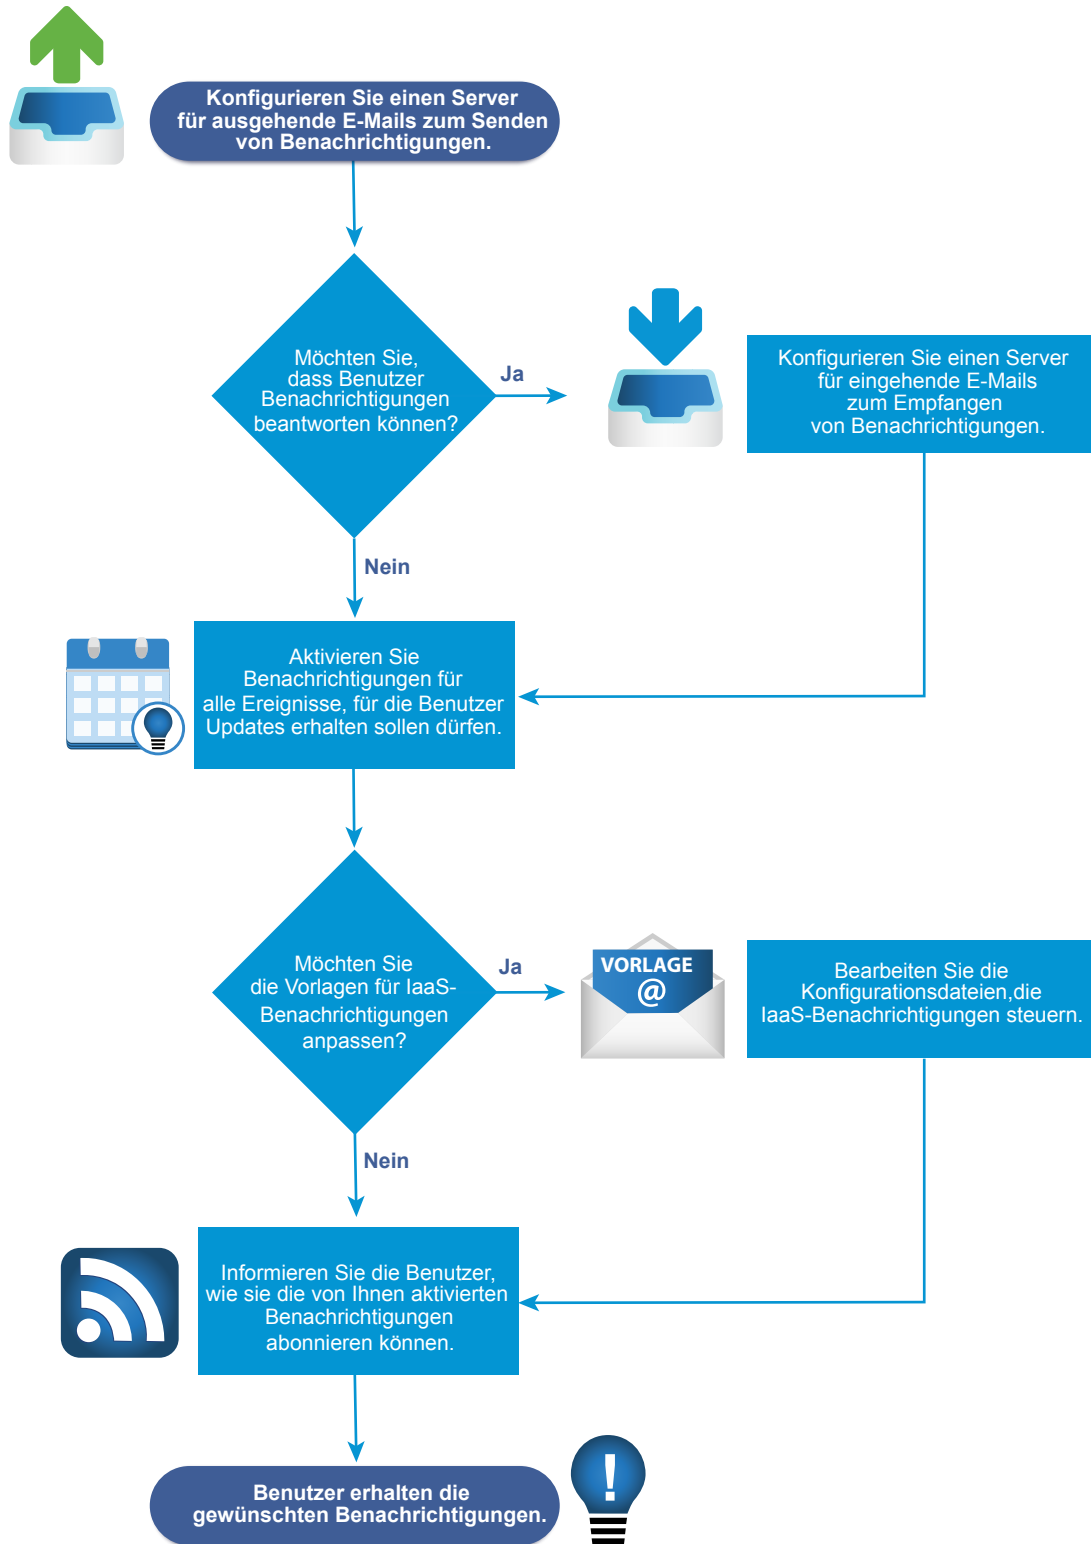 Konfigurieren Sie einen Server
für ausgehende E-Mails zum Senden
von Benachrichtigungen.
Möchten Sie,
dass Benutzer
Benachrichtigungen
beantworten können?
Ja
Konfigurieren Sie einen Server
für eingehende E-Mails
zum Empfangen
von Benachrichtigungen.
Nein
Aktivieren Sie
Benachrichtigungen für
alle Ereignisse, für die Benutzer
Updates erhalten sollen dürfen.
Möchten Sie
die Vorlagen für IaaS-
Benachrichtigungen
anpassen?
Ja
VORLAGE
@
Bearbeiten Sie die
Konfigurationsdateien,die
IaaS-Benachrichtigungen steuern.
Nein
Informieren Sie die Benutzer,
wie sie die von Ihnen aktivierten
Benachrichtigungen
abonnieren können.
Benutzer erhalten die
gewünschten Benachrichtigungen.
!